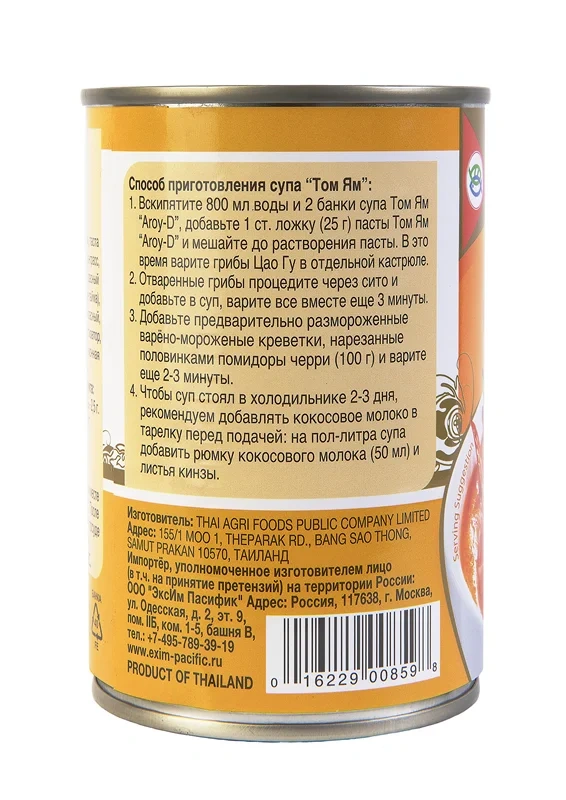 Способ приготовления супа "Том Ям":
1. Вскипятите 800 мл воды и 2 банки супа Том Ям
"Aroy-D", добавьте 1 ст. ложку (25 г) пасты Том Ям
"Aroy-D" и мешайте до растворения пасты. В это
время варите грибы Цао Гу в отдельной кастрюле.
2. Отваренные грибы процедите через сито и
добавьте в суп, варите все вместе еще 3 минуты.
3. Добавьте предварительно размороженные
варёно-мороженые креветки, нарезанные
половинками помидоры черри (100 г) и варите
еще 2-3 минуты.
4. Чтобы суп стоял в холодильнике 2-3 дня,
рекомендуем добавлять кокосовое молоко в
тарелку перед подачей: на пол-литра супа
добавить рюмку кокосового молока (50 мл) и
листья кинзы.
Изготовитель: THAI AGRI FOODS PUBLIC COMPANY LIMITED
Адрес: 155/1 MOO 1, THEPARAK RD., BANG SAO THONG,
SAMUT PRAKAN 10570, ТАИЛАНД
Импортёр, уполномоченное изготовителем лицо
(в т.ч. на принятие претензий) на территории России:
ООО "ЭксИм Пасифик" Адрес: Россия, 117638, г. Москва,
ул. Одесская, д. 2, эт. 9,
пом. IIБ, ком. 1-5, башня В,
тел.: +7-495-789-39-19
www.exim-pacific.ru
PRODUCT OF THAILAND
0 16229 00859 8
Serving Suggestion